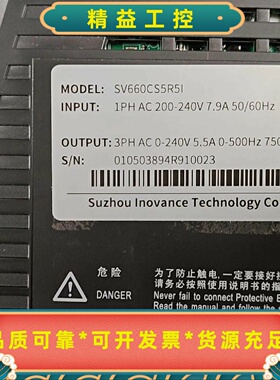 精益工控
MODEL: SV660CS5R5I
INPUT: 1PH AC 200-240V 7.9A 50/60Hz
OUTPUT: 3PH AC 0-240V 5.5A 0-500Hz 750
S/N: 010503894R910023
Suzhou Inovance Technology Co
危险
DANGER
为了防止触电,一定要接好
请务必按照使用说明书的指
Never fail to connect Protective E
Read the manual and follow the
*品质可靠*可开发票*货源充足*